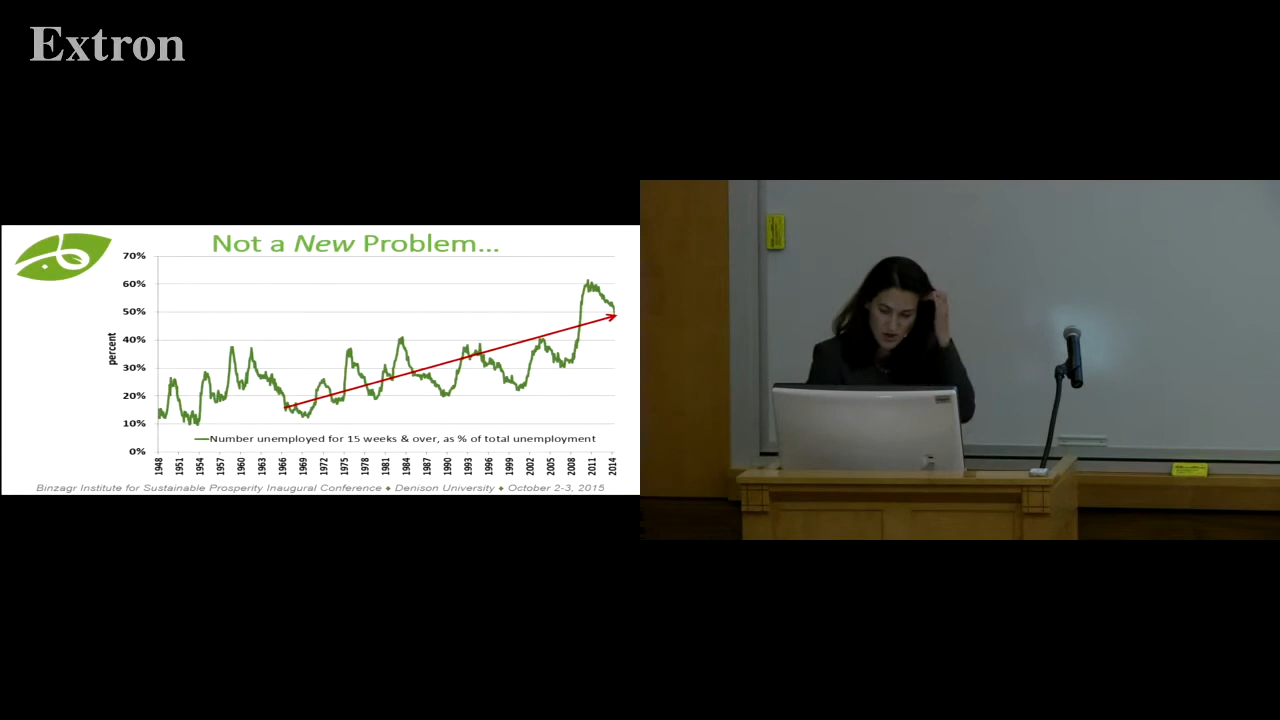 Extron
Not a New Problem...
70%
60%
50%
40%
30%
20%
10%
0%
percent
Number unemployed for 15 weeks & over, as % of total unemployment
1948 1951 1954 1957 1960 1963 1966 1969 1972 1975 1978 1981 1984 1987 1990 1993 1996 1999 2002 2005 2008 2011 2014
Binzagr Institute for Sustainable Prosperity Inaugural Conference ♦ Denison University ♦ October 2-3, 2015